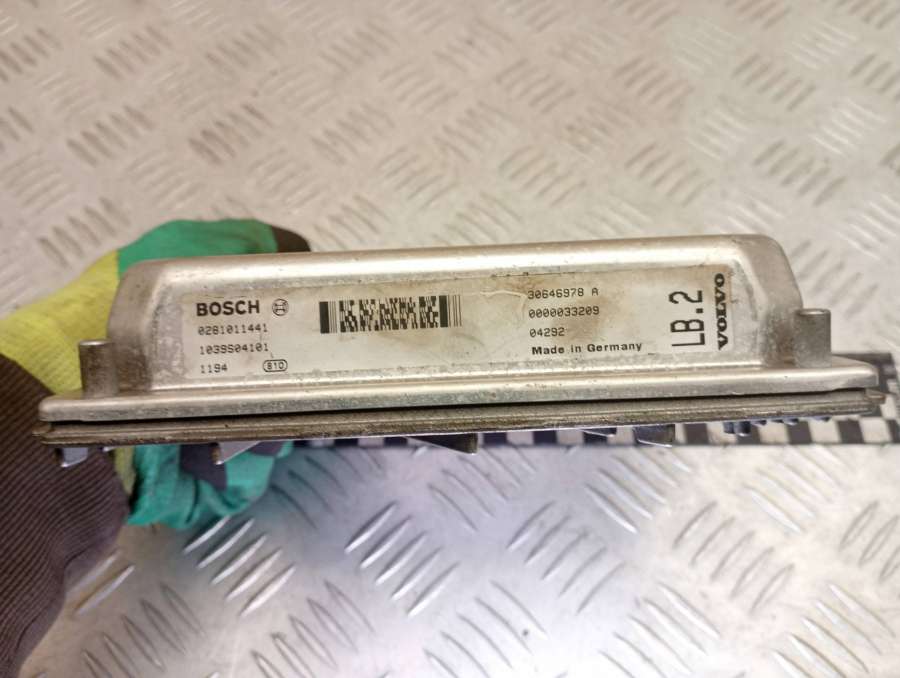 BOSCH
0281011441
1039S04101
1194 810
30646978 A
0000033209
04292
Made in Germany
LB.2
VOLVO